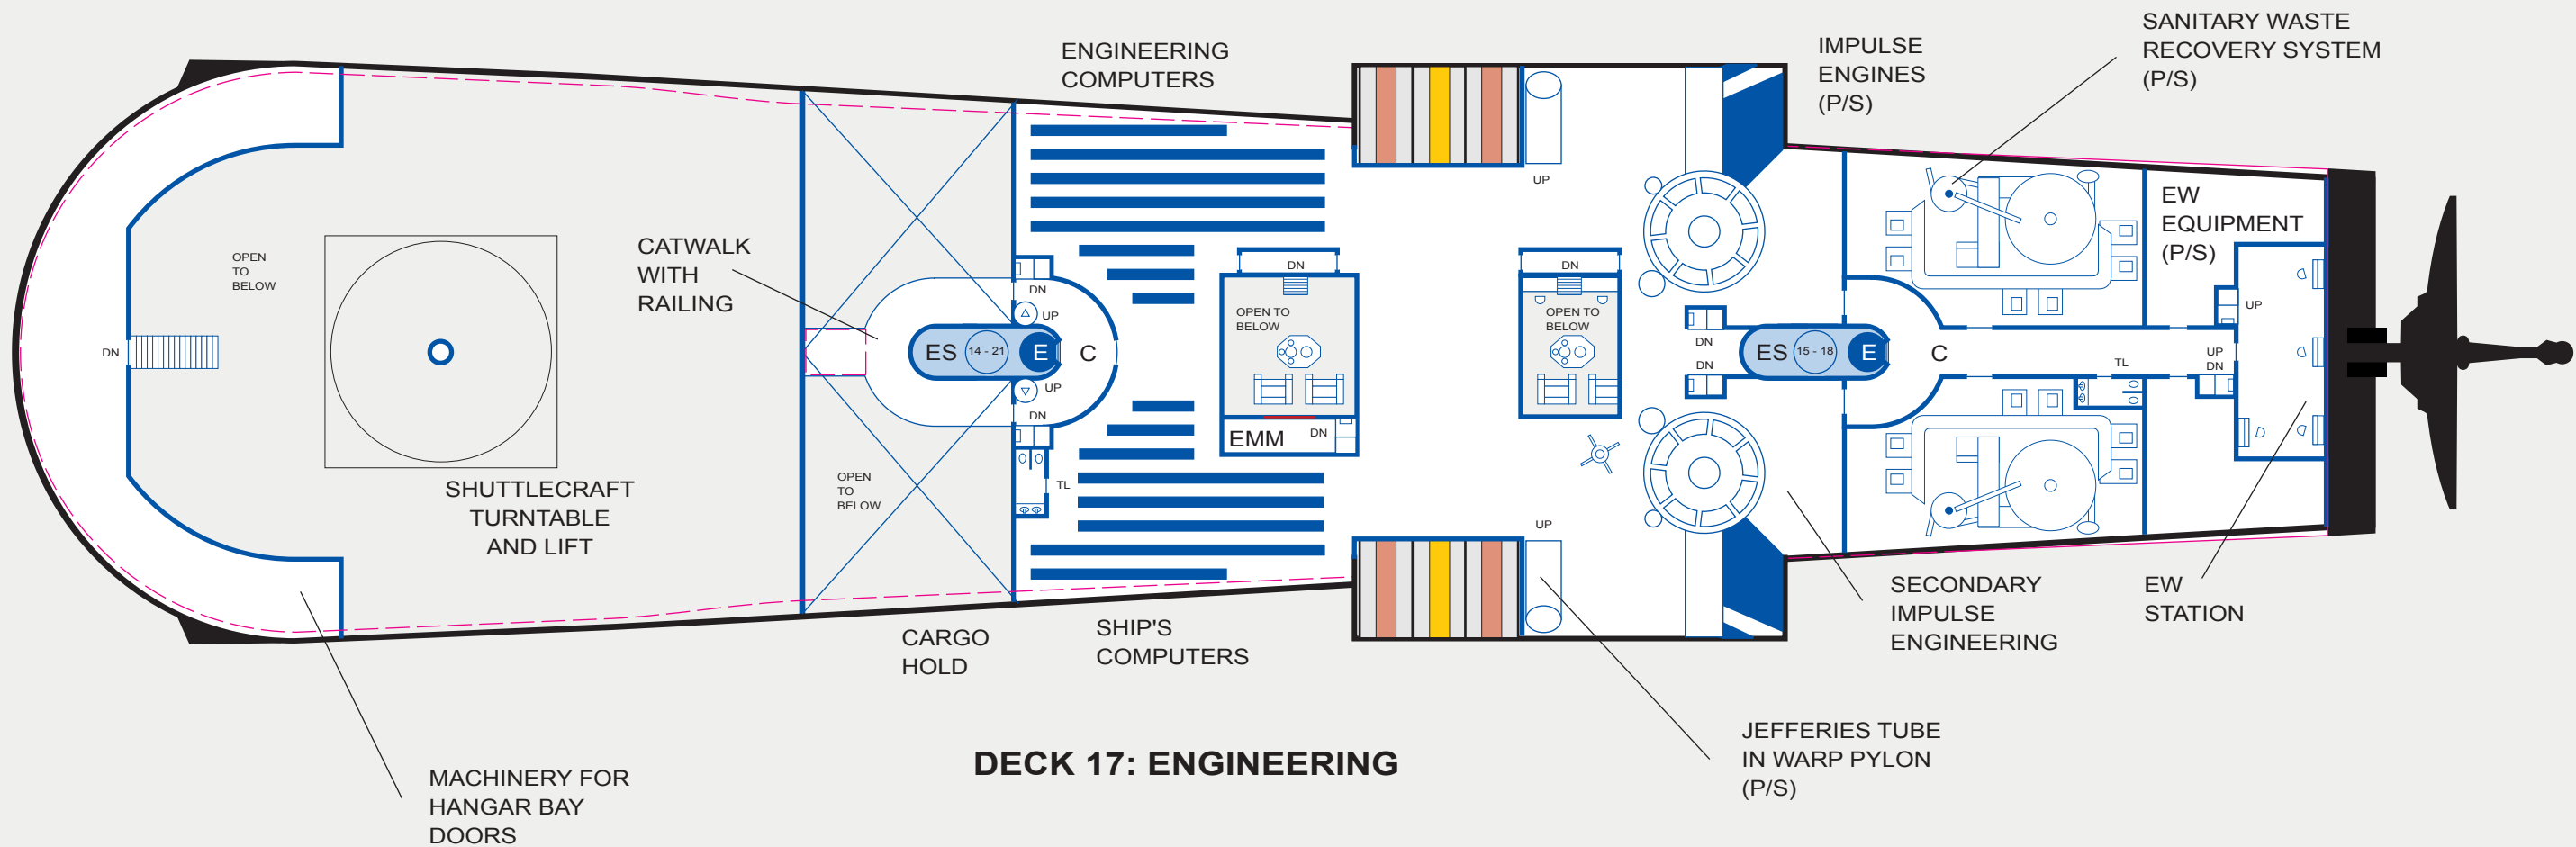 SANITARY WASTE
RECOVERY SYSTEM
(P/S)
IMPULSE
ENGINES
(P/S)
ENGINEERING
COMPUTERS
UP
EW
EQUIPMENT
(P/S)
CATWALK
WITH
RAILING
OPEN
TO
BELOW
DN
DN
DN
UP
UP
OPEN TO
BELOW
OPEN TO
BELOW
DN
ES
14 - 21
E
C
DN
ES
15 - 18
E
C
UP
DN
TL
DN
UP
DN
EMM
DN
OPEN
TO
BELOW
TL
SHUTTLECRAFT
TURNTABLE
AND LIFT
UP
SECONDARY
IMPULSE
ENGINEERING
EW
STATION
CARGO
HOLD
SHIP'S
COMPUTERS
JEFFERIES TUBE
IN WARP PYLON
(P/S)
DECK 17: ENGINEERING
MACHINERY FOR
HANGAR BAY
DOORS